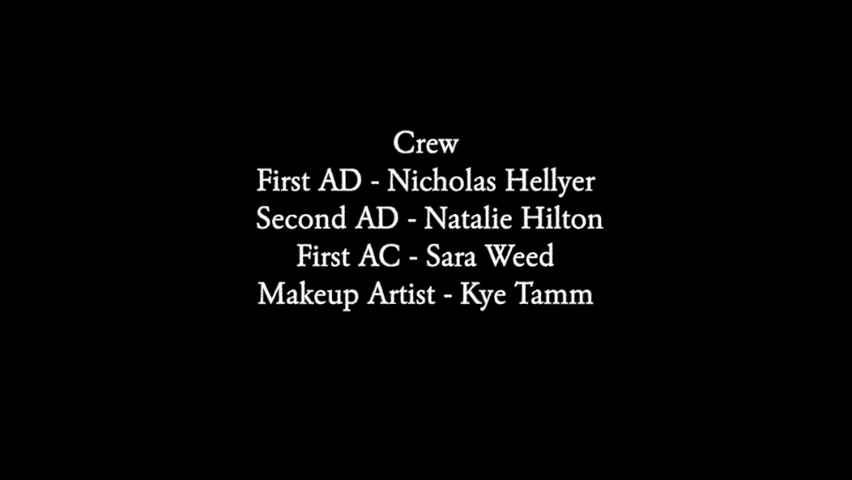 Crew
First AD - Nicholas Hellyer
Second AD - Natalie Hilton
First AC - Sara Weed
Makeup Artist - Kye Tamm